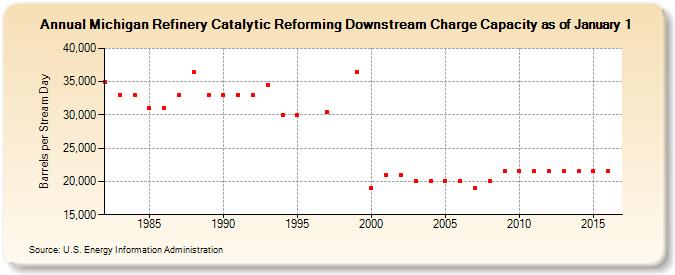 Annual Michigan Refinery Catalytic Reforming Downstream Charge Capacity as of January 1
Barrels per Stream Day
40,000
35,000
30,000
25,000
20,000
15,000
1985 1990 1995 2000 2005 2010 2015
Source: U.S. Energy Information Administration